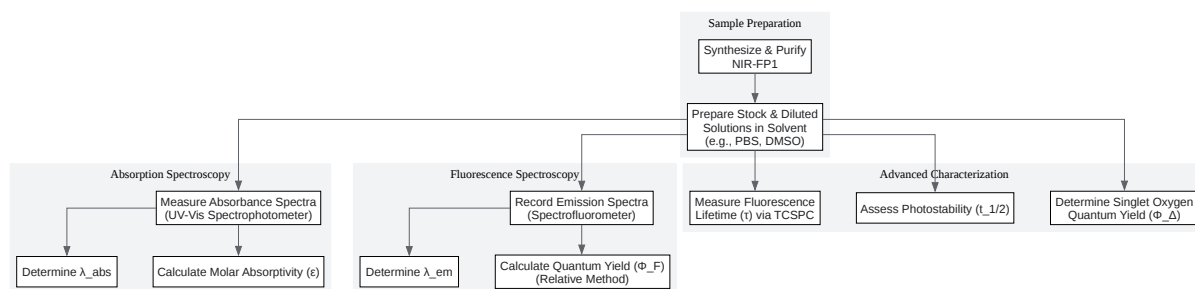 Sample Preparation
Synthesize & Purify
NIR-FP1
Prepare Stock & Diluted
Solutions in Solvent
(e.g., PBS, DMSO)
Absorption Spectroscopy
Measure Absorbance Spectra
(UV-Vis Spectrophotometer)
Determine λ_abs
Calculate Molar Absorptivity (ε)
Fluorescence Spectroscopy
Record Emission Spectra
(Spectrofluorometer)
Determine λ_em
Calculate Quantum Yield (Φ_F)
(Relative Method)
Advanced Characterization
Measure Fluorescence
Lifetime (τ) via TCSPC
Assess Photostability (t_1/2)
Determine Singlet Oxygen
Quantum Yield (Φ_Δ)